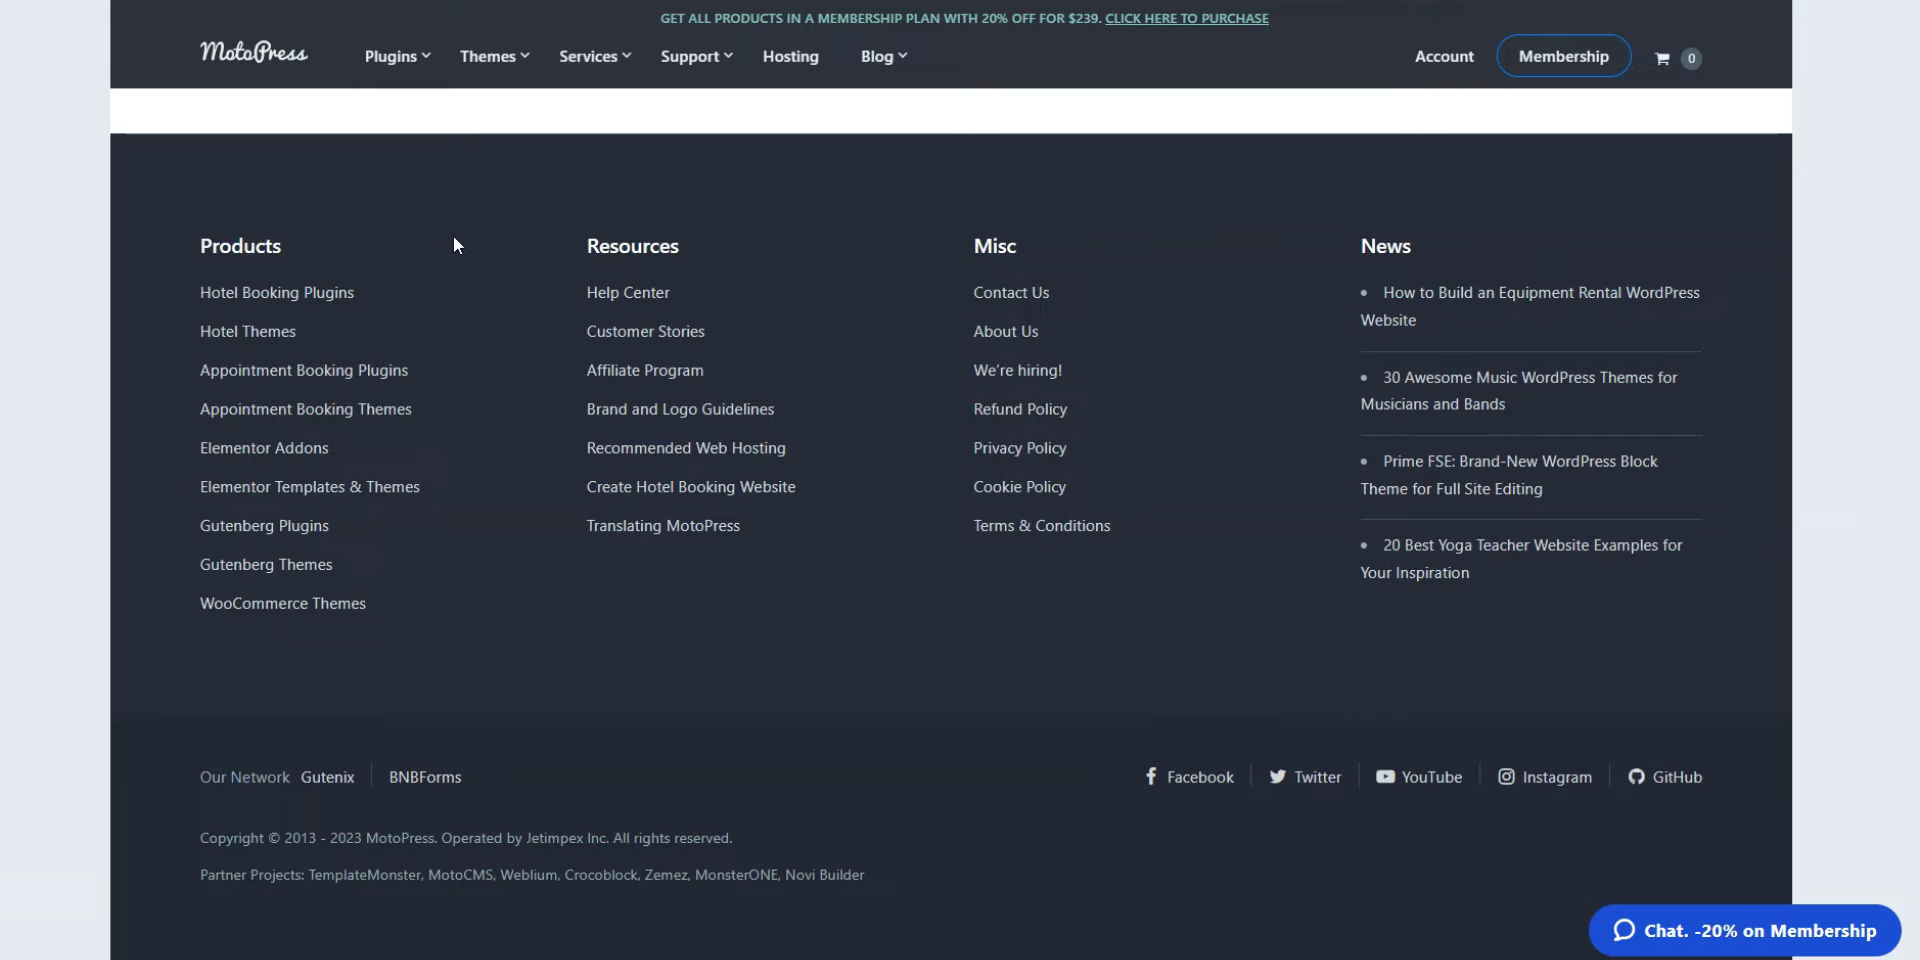 GET ALL PRODUCTS IN A MEMBERSHIP PLAN WITH 20% OFF FOR $239. CLICK HERE TO PURCHASE
MotoPress
Plugins Themes Services Support Hosting Blog Account Membership 0
Products
Hotel Booking Plugins
Hotel Themes
Appointment Booking Plugins
Appointment Booking Themes
Elementor Addons
Elementor Templates & Themes
Gutenberg Plugins
Gutenberg Themes
WooCommerce Themes
Resources
Help Center
Customer Stories
Affiliate Program
Brand and Logo Guidelines
Recommended Web Hosting
Create Hotel Booking Website
Translating MotoPress
Misc
Contact Us
About Us
We're hiring!
Refund Policy
Privacy Policy
Cookie Policy
Terms & Conditions
News
How to Build an Equipment Rental WordPress
Website
30 Awesome Music WordPress Themes for
Musicians and Bands
Prime FSE: Brand-New WordPress Block
Theme for Full Site Editing
20 Best Yoga Teacher Website Examples for
Your Inspiration
Our Network Gutenix BNBForms
Facebook Twitter YouTube Instagram GitHub
Copyright © 2013 - 2023 MotoPress. Operated by Jetimpex Inc. All rights reserved.
Partner Projects: TemplateMonster, MotoCMS, Weblium, Crocoblock, Zemez, MonsterONE, Novi Builder
Chat. -20% on Membership